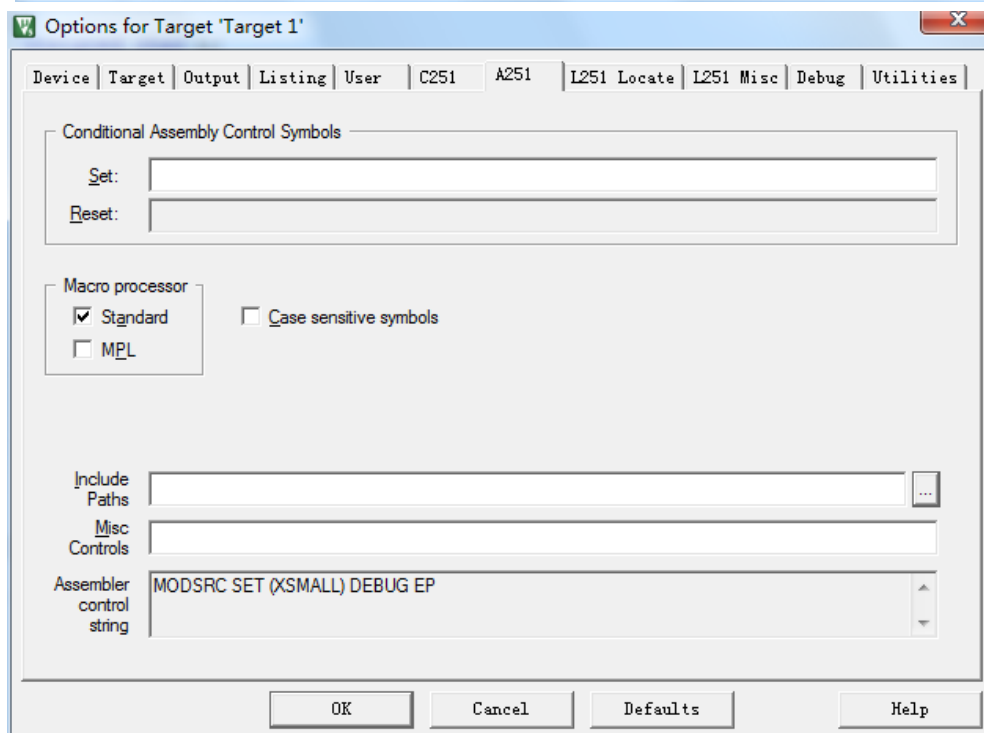 Options for Target 'Target 1'
Device Target Output Listing User C251 A251 L251 Locate L251 Misc Debug Utilities
Conditional Assembly Control Symbols
Set:
Reset:
Macro processor
Standard
Case sensitive symbols
MPL
Include
Paths
...
Misc
Controls
Assembler
control
string
MODSRC SET (XSMALL) DEBUG EP
OK Cancel Defaults Help